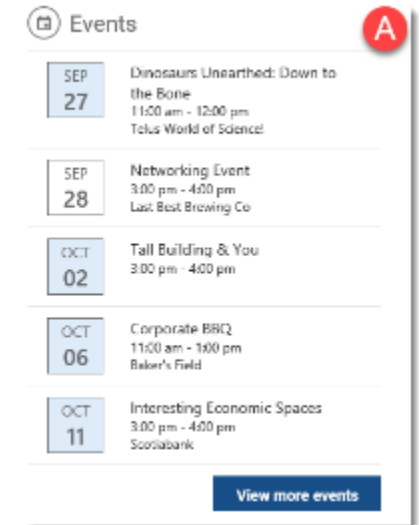 Events
A
SEP
27
Dinosaurs Unearthed: Down to
the Bone
11:00 am - 12:00 pm
Telus World of Science!
SEP
28
Networking Event
3:00 pm - 4:00 pm
Last Best Brewing Co
OCT
02
Tall Building & You
3:00 pm - 4:00 pm
OCT
06
Corporate BBQ
11:00 am - 1:00 pm
Baker's Field
OCT
11
Interesting Economic Spaces
3:00 pm - 4:00 pm
Scotiabank
View more events